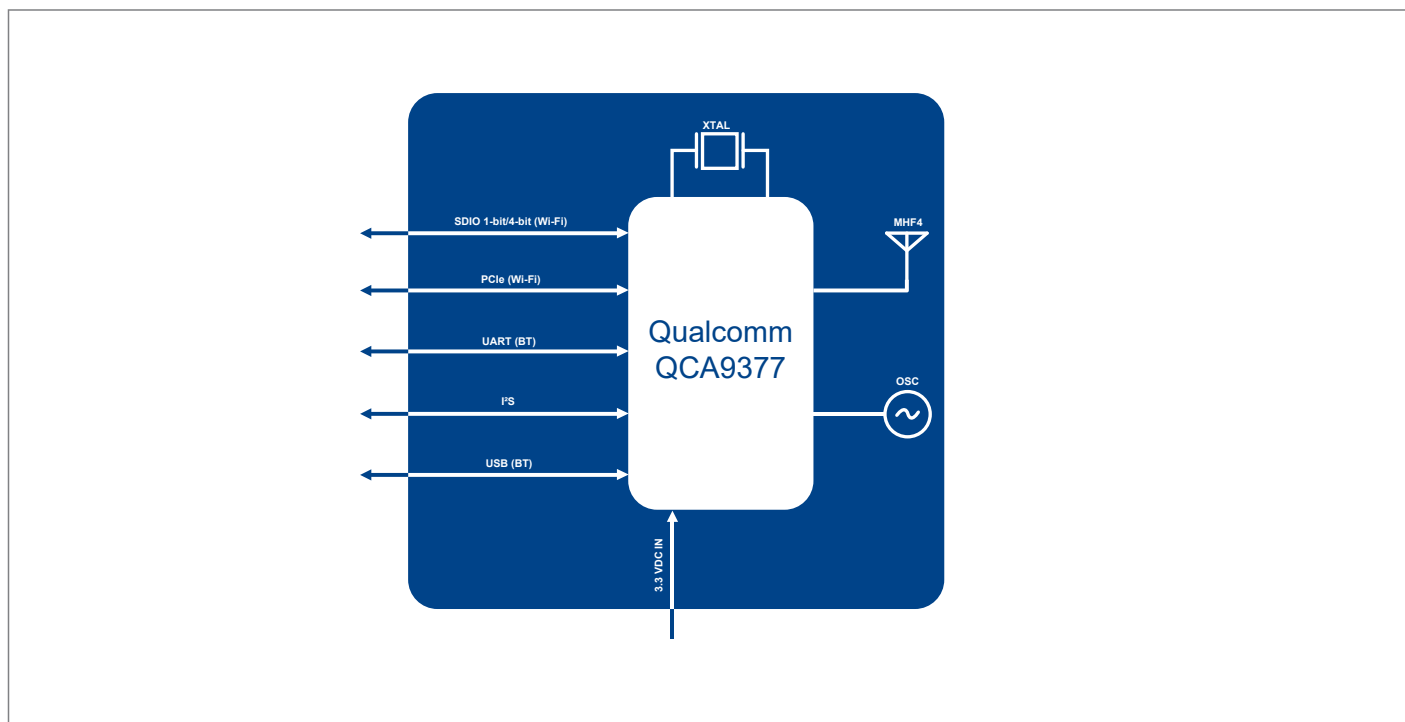 XTAL
SDIO 1-bit/4-bit (Wi-Fi)
MHF4
PCIe (Wi-Fi)
Qualcomm
QCA9377
UART (BT)
OSC
I²S
USB (BT)
3.3 VDC IN